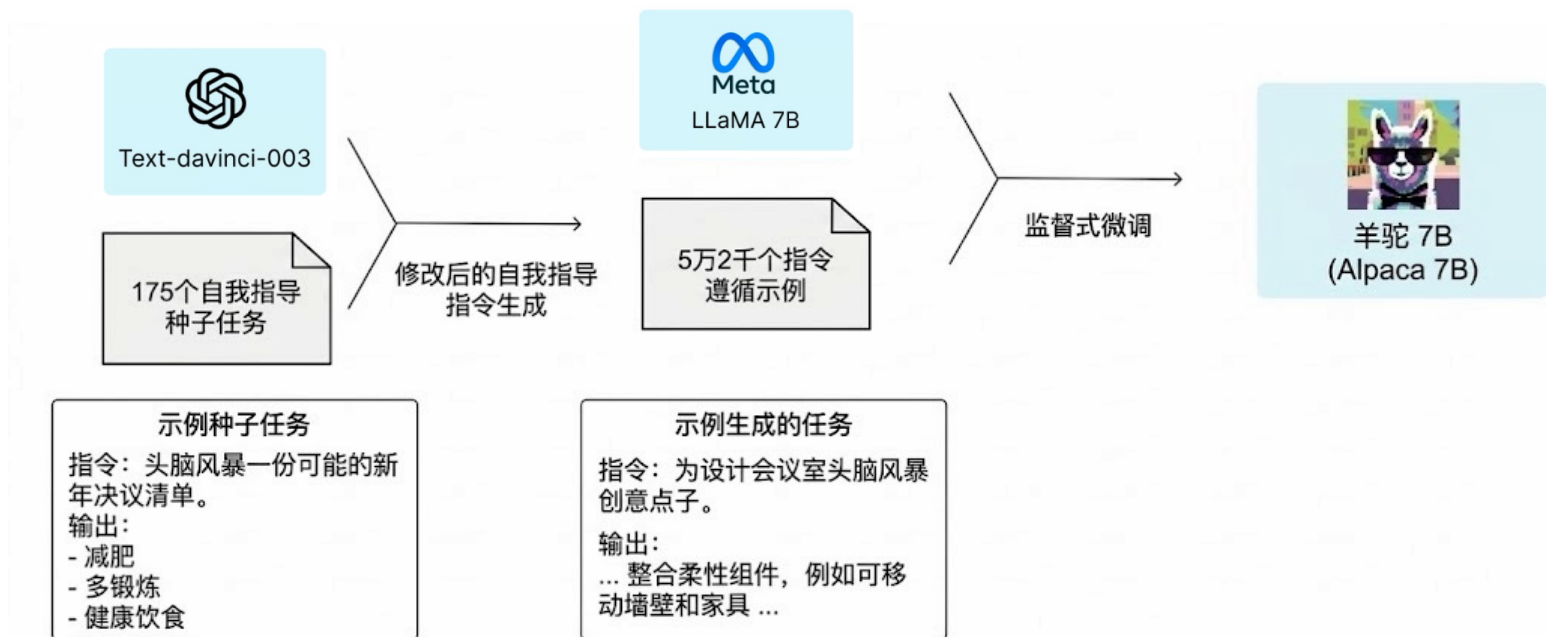 Text-davinci-003
175个自我指导
种子任务
修改后的自我指导
指令生成
Meta
LLaMA 7B
5万2千个指令
遵循示例
监督式微调
羊驼 7B
(Alpaca 7B)
示例种子任务
指令：头脑风暴一份可能的新
年决议清单。
输出：
- 减肥
- 多锻炼
- 健康饮食
示例生成的任务
指令：为设计会议室头脑风暴
创意点子。
输出：
... 整合柔性组件，例如可移
动墙壁和家具 ...